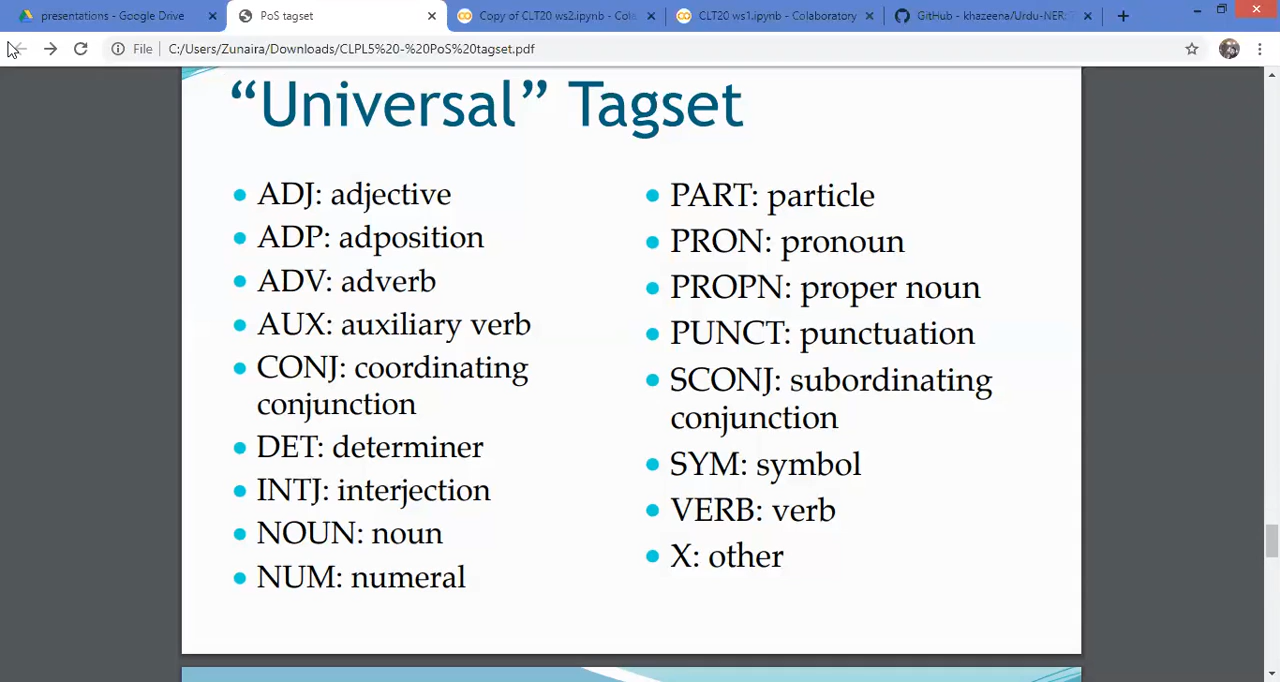 presentations - Google Drive
PoS tagset
Copy of CLT20 ws2.ipynb - Col
CLT20 ws1.ipynb - Colaboratory
GitHub - khazeena/Urdu-NER:
File
C:/Users/Zunaira/Downloads/CLPL5%20-%20PoS%20tagset.pdf
“Universal” Tagset
ADJ: adjective
ADP: adposition
ADV: adverb
AUX: auxiliary verb
CONJ: coordinating
conjunction
DET: determiner
INTJ: interjection
NOUN: noun
NUM: numeral
PART: particle
PRON: pronoun
PROPN: proper noun
PUNCT: punctuation
SCONJ: subordinating
conjunction
SYM: symbol
VERB: verb
X: other